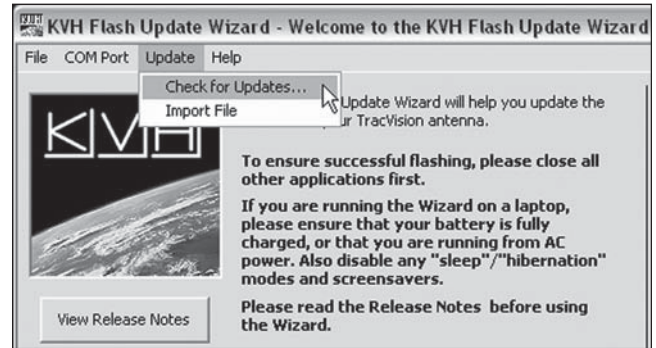 KVH Flash Update Wizard - Welcome to the KVH Flash Update Wizard
File COM Port Update Help
Check for Updates...
Import File
Update Wizard will help you update the
TracVision antenna.
KVH
To ensure successful flashing, please close all
other applications first.
If you are running the Wizard on a laptop,
please ensure that your battery is fully
charged, or that you are running from AC
power. Also disable any "sleep"/"hibernation"
modes and screensavers.
Please read the Release Notes before using
the Wizard.
View Release Notes